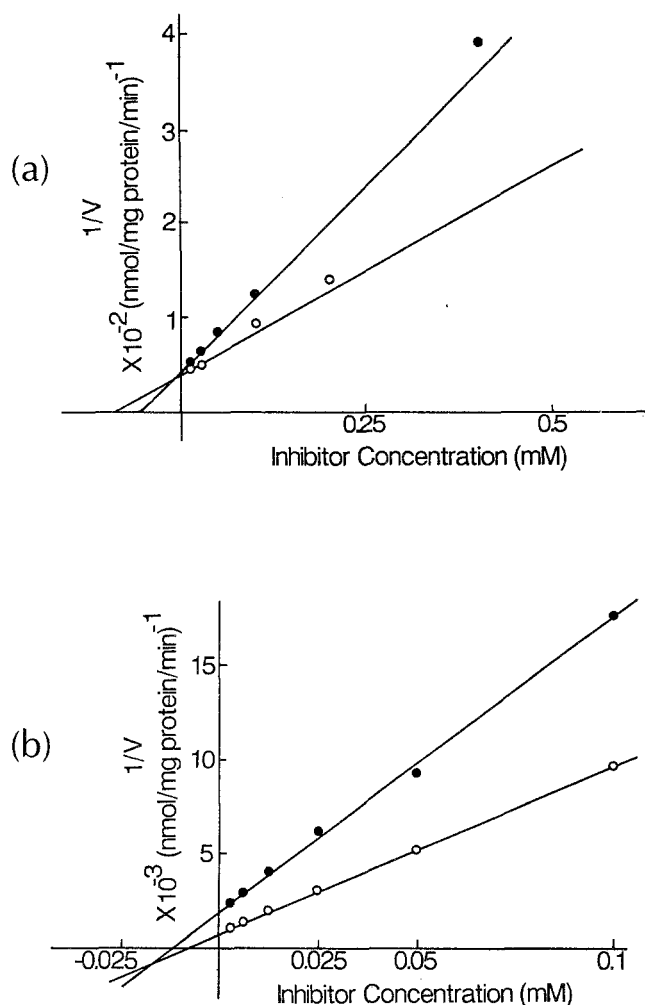 (a)
4
3
2
1
1/V
X10⁻² (nmol/mg protein/min)⁻¹
0.25
0.5
Inhibitor Concentration (mM)
(b)
15
10
5
1/V
X10⁻³ (nmol/mg protein/min)⁻¹
-0.025
0.025
0.05
0.1
Inhibitor Concentration (mM)